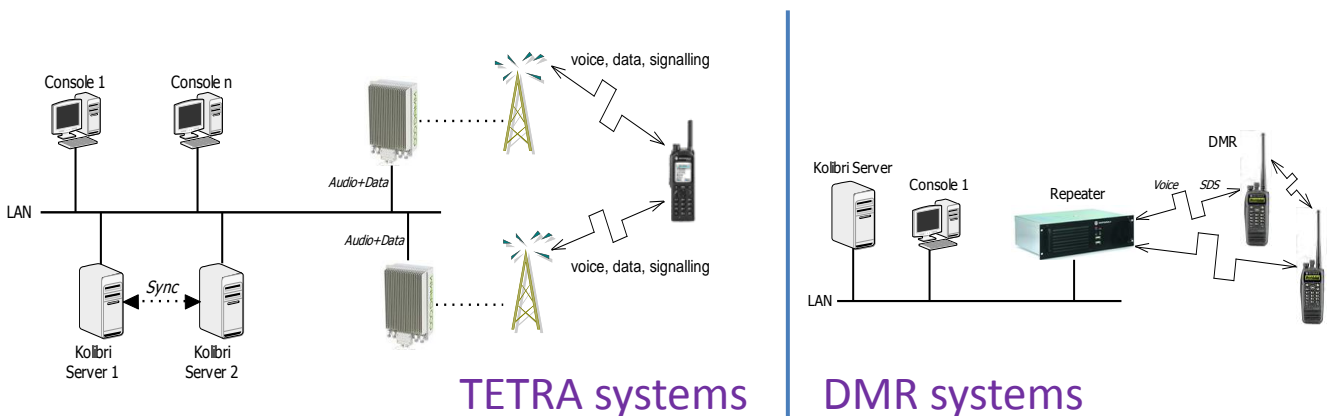 Console 1
Console n
voice, data, signalling
Audio+Data
LAN
Audio+Data
voice, data, signalling
Sync
Kolibri
Server 1
Kolibri
Server 2
TETRA systems
DMR
Kolibri Server
Console 1
Repeater
Voice
SDS
LAN
DMR systems